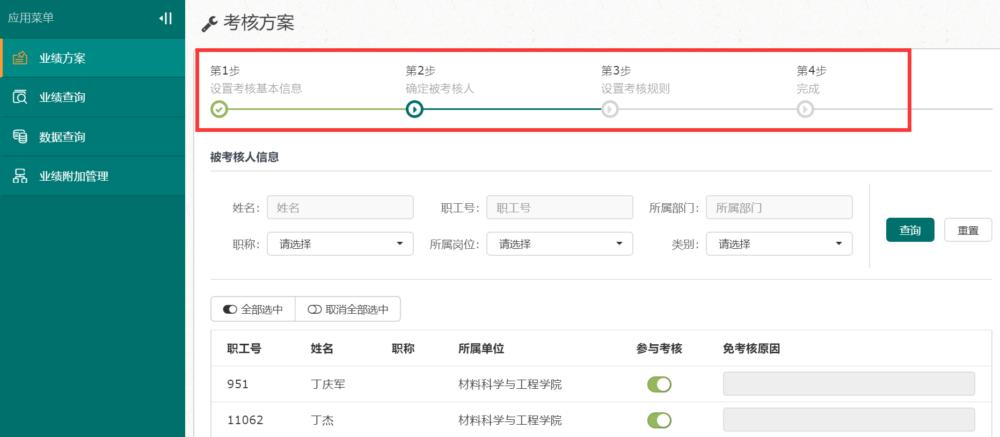 应用菜单
业绩方案
业绩查询
数据查询
业绩附加管理
考核方案
第1步 第2步 第3步 第4步
设置考核基本信息 确定被考核人 设置考核规则 完成
被考核人信息
姓名: 姓名 职工号: 职工号 所属部门: 所属部门
职称: 请选择 所属岗位: 请选择 类别: 请选择
查询 重置
全部选中 取消全部选中
职工号 姓名 职称 所属单位 参与考核 免考核原因
951 丁庆军 材料科学与工程学院
11062 丁杰 材料科学与工程学院